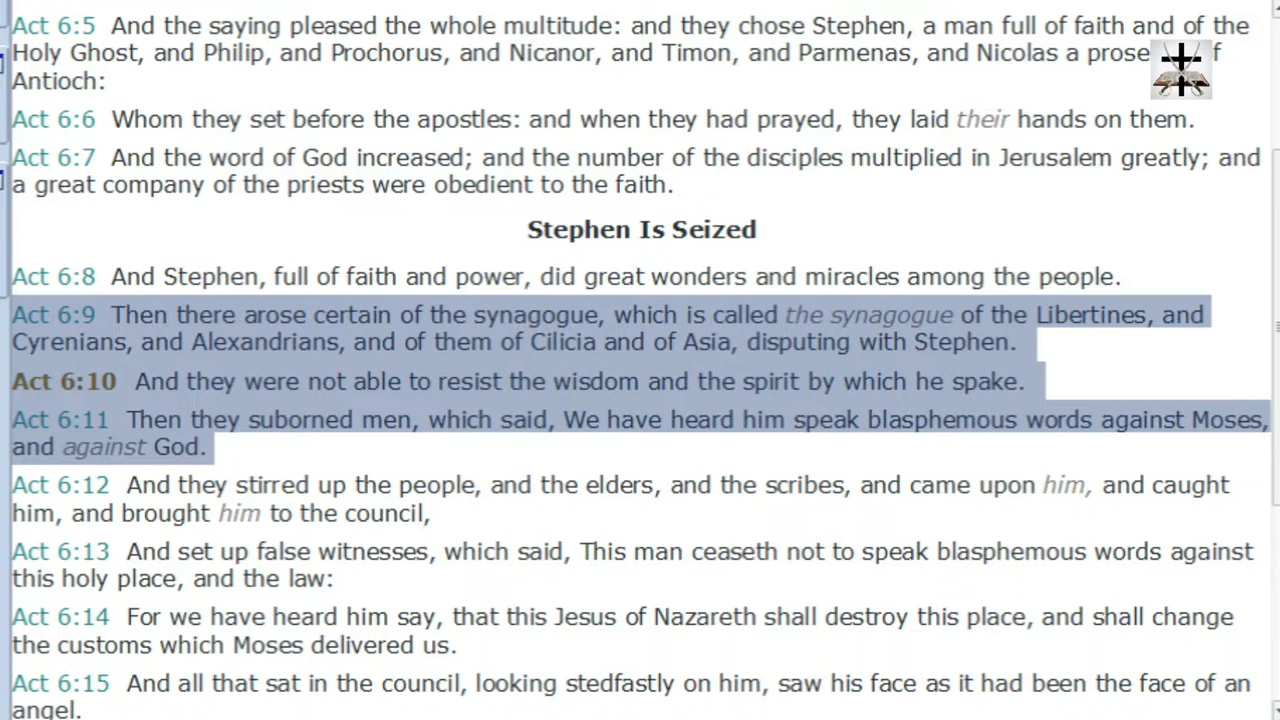 Act 6:5 And the saying pleased the whole multitude: and they chose Stephen, a man full of faith and of the
Holy Ghost, and Philip, and Prochorus, and Nicanor, and Timon, and Parmenas, and Nicolas a
Antioch:
Act 6:6 Whom they set before the apostles: and when they had prayed, they laid their hands on them.
Act 6:7 And the word of God increased; and the number of the disciples multiplied in Jerusalem greatly; and
a great company of the priests were obedient to the faith.
Stephen Is Seized
Act 6:8 And Stephen, full of faith and power, did great wonders and miracles among the people.
Act 6:9 Then there arose certain of the synagogue, which is called the synagogue of the Libertines, and
Cyrenians, and Alexandrians, and of them of Cilicia and of Asia, disputing with Stephen.
Act 6:10 And they were not able to resist the wisdom and the spirit by which he spake.
Act 6:11 Then they suborned men, which said, We have heard him speak blasphemous words against Moses,
and against God.
Act 6:12 And they stirred up the people, and the elders, and the scribes, and came upon him, and caught
him, and brought him to the council,
Act 6:13 And set up false witnesses, which said, This man ceaseth not to speak blasphemous words against
this holy place, and the law:
Act 6:14 For we have heard him say, that this Jesus of Nazareth shall destroy this place, and shall change
the customs which Moses delivered us.
Act 6:15 And all that sat in the council, looking stedfastly on him, saw his face as it had been the face of an
angel.